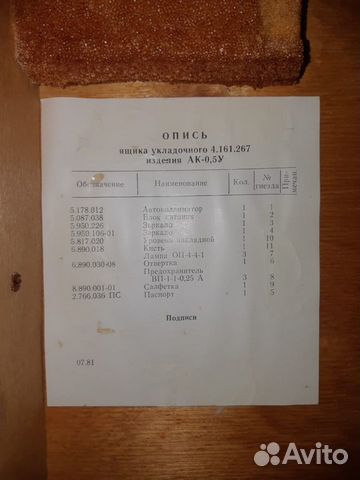 ОПИСЬ
ящика укладочного 4.161.267
изделия АК-0,5У
Обозначение Наименование Кол. № гнезда Примечан.
5.178.012 Автоколлиматор 1 1
5.087.038 Блок питания 1 2
5.950.226 Зеркало 1 3
5.950.106-01 Зеркало 1 4
5.817.020 Уровень накладной 1 10
6.890.018 Кисть 1 11
Лампа ОП-4-4-1 3 7
6.890.030-08 Отвертка 1 6
Предохранитель
ВП-1-1-0,25 А 3 8
8.890.001-01 Салфетка 1 9
2.766.036 ПС Паспорт 1 5
Подписи
07.81
Avito